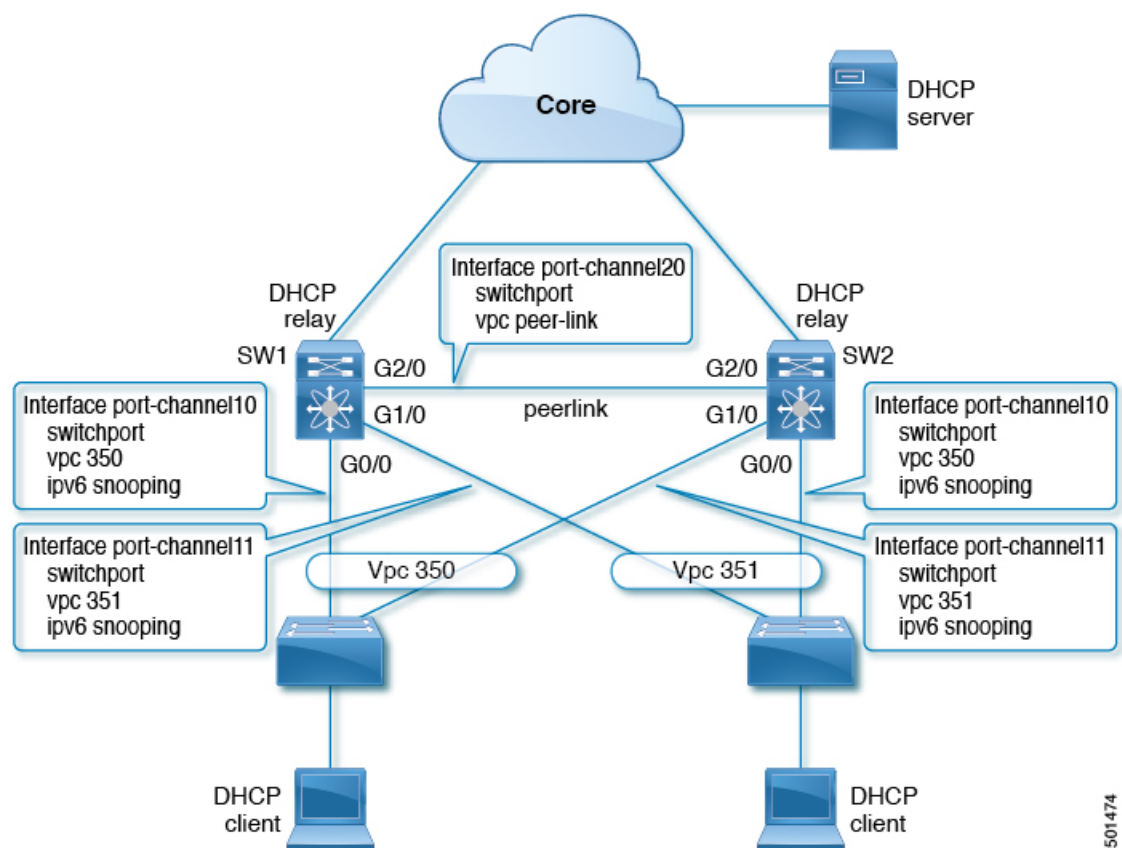 Core
DHCP
server
Interface port-channel20
switchport
vpc peer-link
DHCP
relay
DHCP
relay
SW1
SW2
G2/0
G2/0
peerlink
G1/0
G1/0
G0/0
G0/0
Interface port-channel10
switchport
vpc 350
ipv6 snooping
Interface port-channel10
switchport
vpc 350
ipv6 snooping
Interface port-channel11
switchport
vpc 351
ipv6 snooping
Interface port-channel11
switchport
vpc 351
ipv6 snooping
Vpc 350
Vpc 351
DHCP
client
DHCP
client
501474